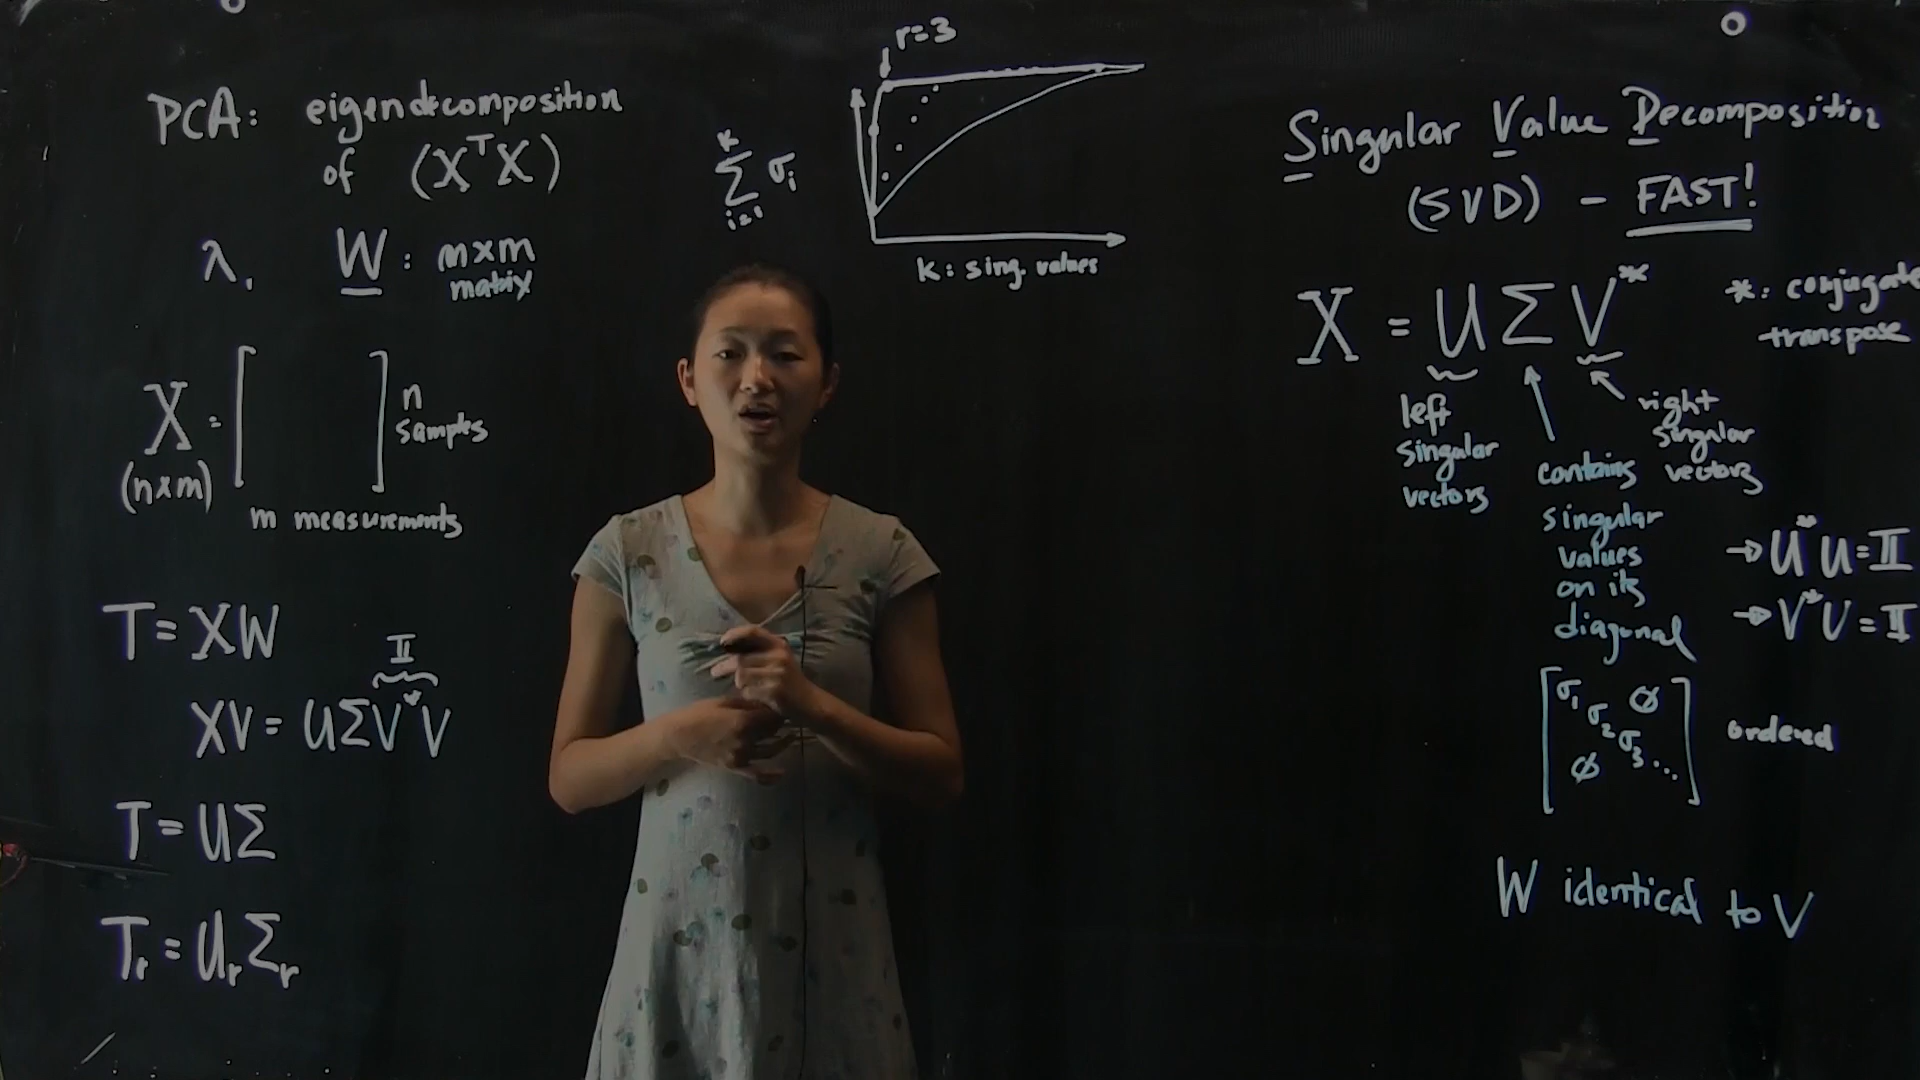 PCA: eigendecomposition
of (XᵀX)
λ, W : m×m
matrix
X = [ ] n
samples
(n×m)
m measurements
T = XW
𝕀
XV = UΣV*V
T = UΣ
Tᵣ = UᵣΣᵣ
r=3
k
Σ σᵢ
i=1
k: sing. values
Singular Value Decomposition
(SVD) - FAST!
X = UΣV*
*: conjugate
transpose
left
singular
vectors
contains
singular
values
on its
diagonal
right
singular
vectors
→ U*U = 𝕀
→ V*V = 𝕀
σ₁ ∅
σ₂
∅ σ₃ ...
ordered
W identical to V